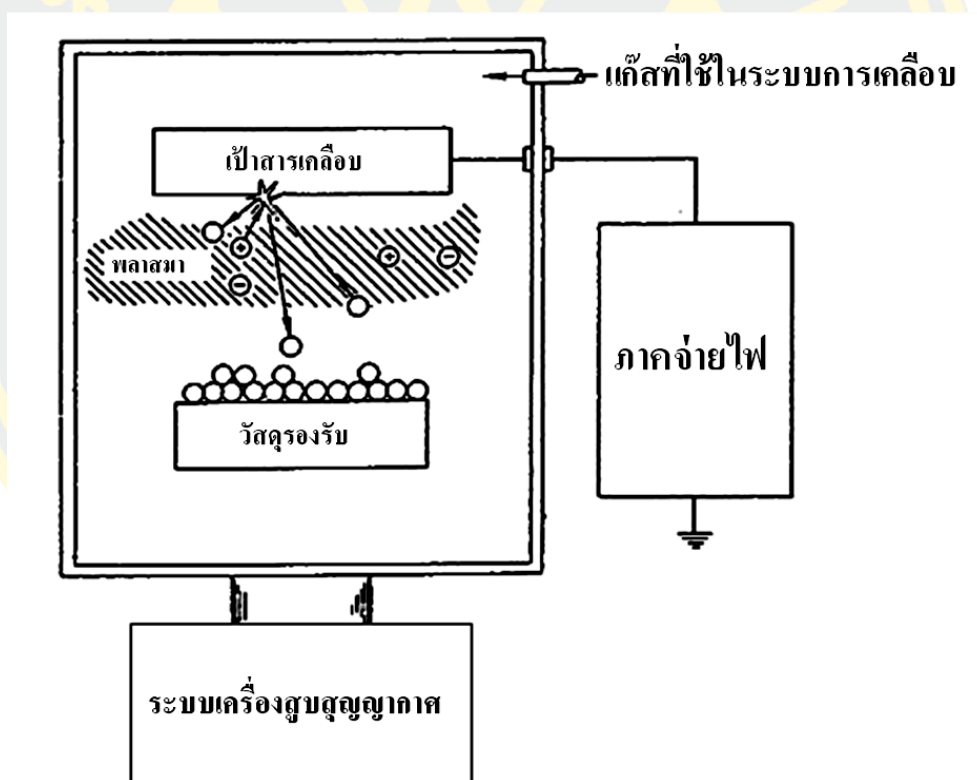 แก๊สที่ใช้ในระบบการเคลือบ
เป้าสารเคลือบ
พลาสมา
ภาคจ่ายไฟ
วัสดุรองรับ
ระบบเครื่องสูบสุญญากาศ